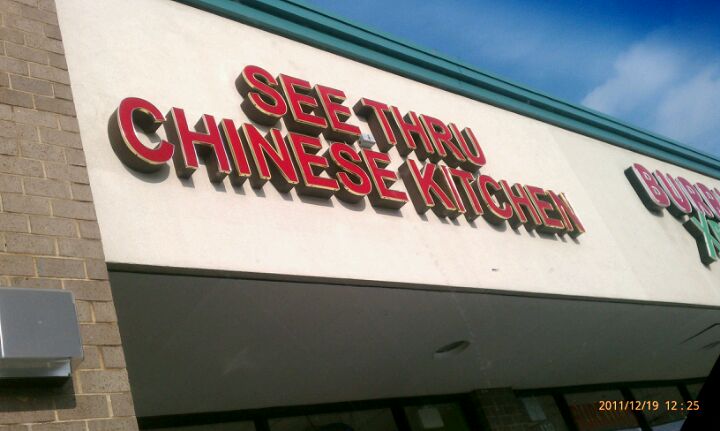 SEE THRU
CHINESE KITCHEN
2011/12/19 12:25